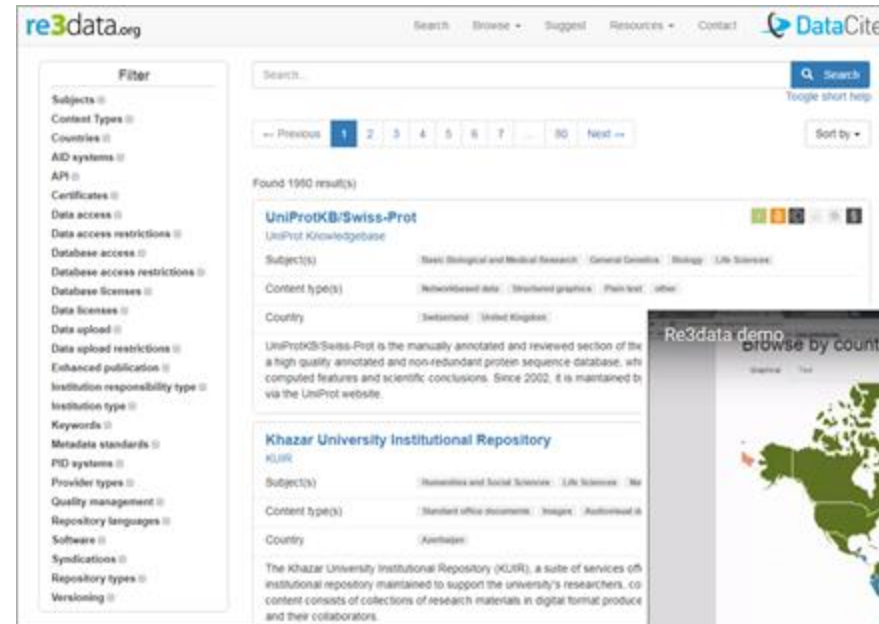 re3data.org
Search Browse Suggest Resources Contact
DataCite
Filter
Subjects
Content Types
Countries
AID systems
API
Certificates
Data access
Data access restrictions
Database access
Database access restrictions
Database licenses
Data licenses
Data upload
Data upload restrictions
Enhanced publication
Institution responsibility type
Institution type
Keywords
Metadata standards
PID systems
Provider types
Quality management
Repository languages
Software
Syndications
Repository types
Versioning
Search...
Search
Toogle short help
← Previous 1 2 3 4 5 6 7 ... 80 Next →
Sort by
Found 1980 result(s)
UniProtKB/Swiss-Prot
UniProt Knowledgebase
Subject(s) Basic Biological and Medical Research General Genetics Biology Life Sciences
Content type(s) Networkbased data Structured graphics Plain text other
Country Switzerland United Kingdom
UniProtKB/Swiss-Prot is the manually annotated and reviewed section of the
a high quality annotated and non-redundant protein sequence database, whi
computed features and scientific conclusions. Since 2002, it is maintained b
via the UniProt website.
Khazar University Institutional Repository
KUIR
Subject(s) Humanities and Social Sciences Life Sciences
Content type(s) Standard office documents Images Audiovisual d
Country Azerbaijan
The Khazar University Institutional Repository (KUIR), a suite of services off
institutional repository maintained to support the university's researchers, co
content consists of collections of research materials in digital format produce
and their collaborators.
Re3data demo
Browse by count
Graphical Text